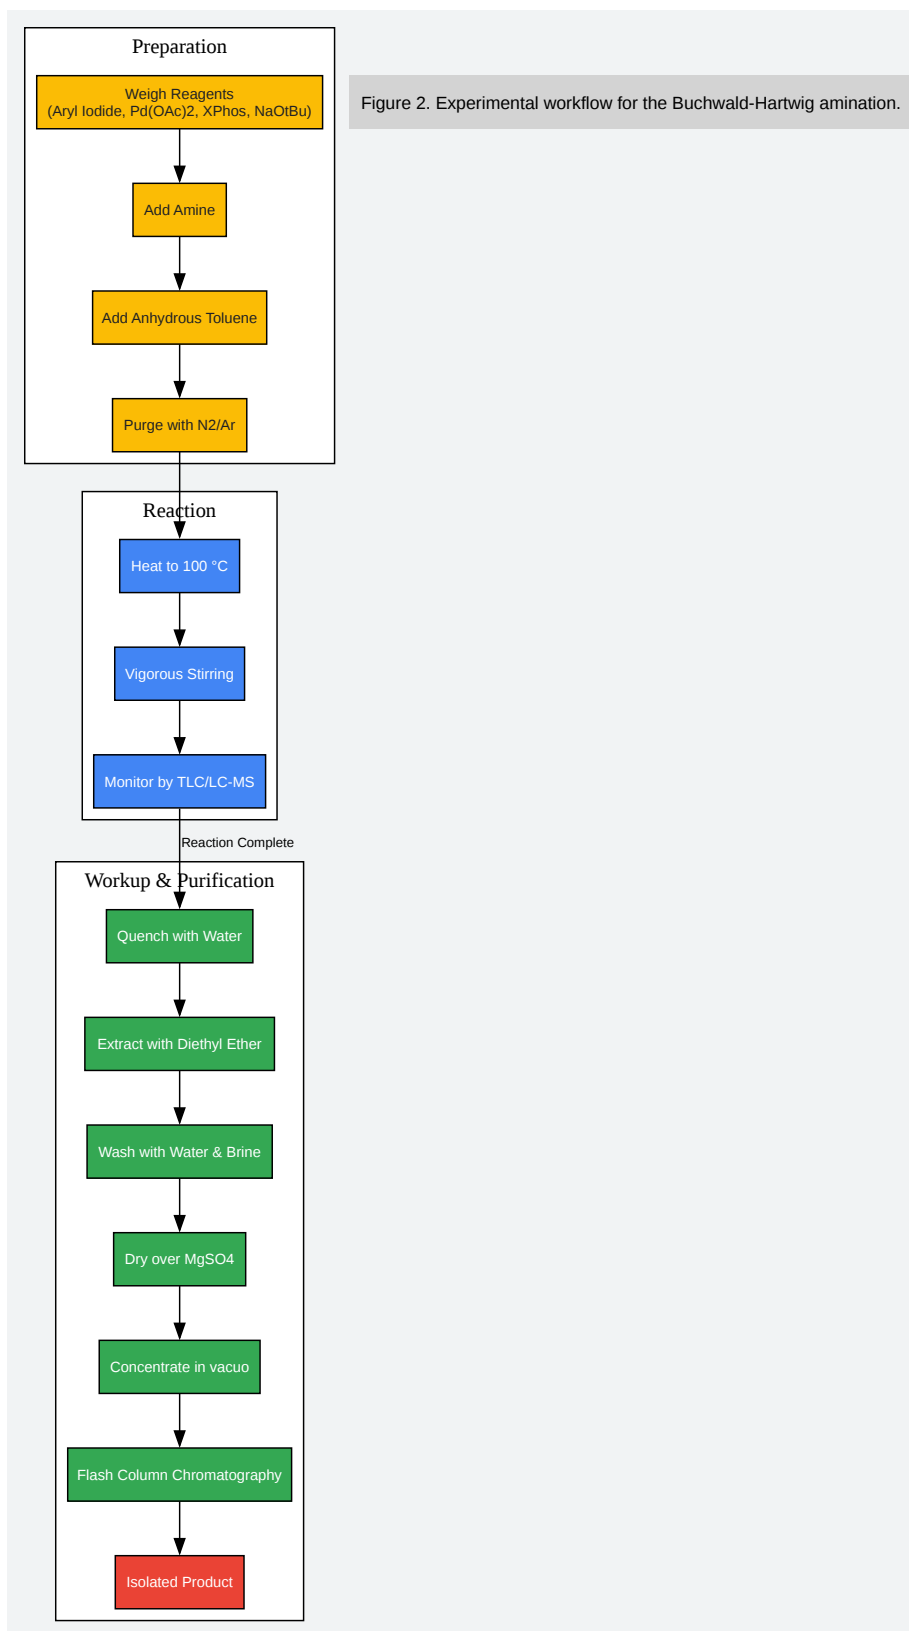 Preparation
Weigh Reagents
(Aryl Iodide, Pd(OAc)2, XPhos, NaOtBu)
Figure 2. Experimental workflow for the Buchwald-Hartwig amination.
Add Amine
Add Anhydrous Toluene
Purge with N2/Ar
Reaction
Heat to 100 °C
Vigorous Stirring
Monitor by TLC/LC-MS
Reaction Complete
Workup & Purification
Quench with Water
Extract with Diethyl Ether
Wash with Water & Brine
Dry over MgSO4
Concentrate in vacuo
Flash Column Chromatography
Isolated Product